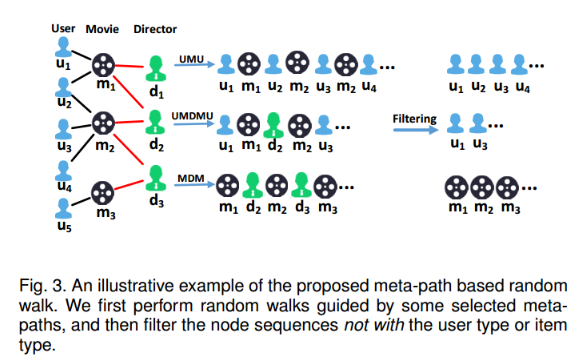 User Movie Director
u1 m1 d1
u2 m2 d2
u3 m3 d3
u4
u5
UMU
u1 m1 u2 m2 u3 m2 u4 ...
u1 u2 u3 u4 ...
UMDMU
u1 m1 d2 m2 u3 ...
Filtering
u1 u3 ...
MDM
m1 d2 m2 d3 m3 ...
m1 m2 m3 ...
Fig. 3. An illustrative example of the proposed meta-path based random
walk. We first perform random walks guided by some selected meta-
paths, and then filter the node sequences not with the user type or item
type.